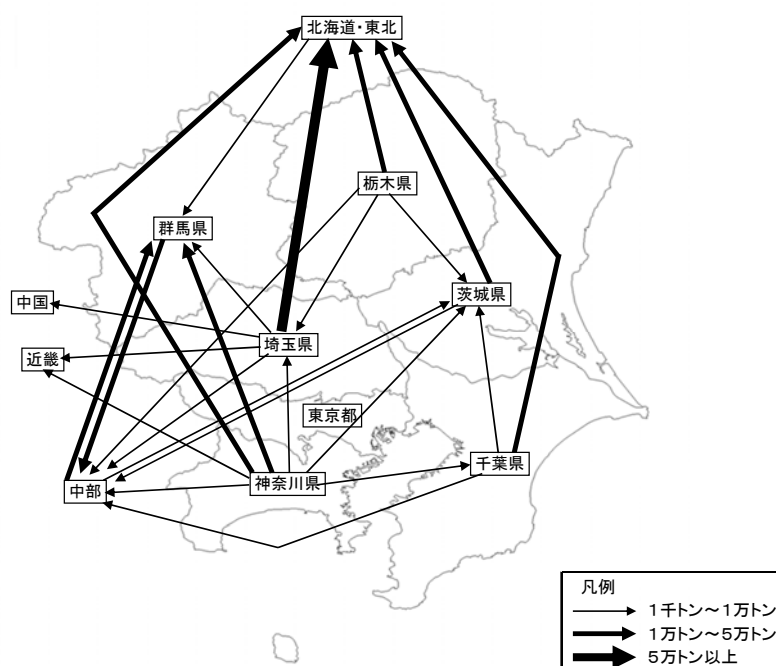 北海道・東北
栃木県
群馬県
茨城県
中国
埼玉県
近畿
東京都
千葉県
中部
神奈川県
凡例
1千トン～1万トン
1万トン～5万トン
5万トン以上